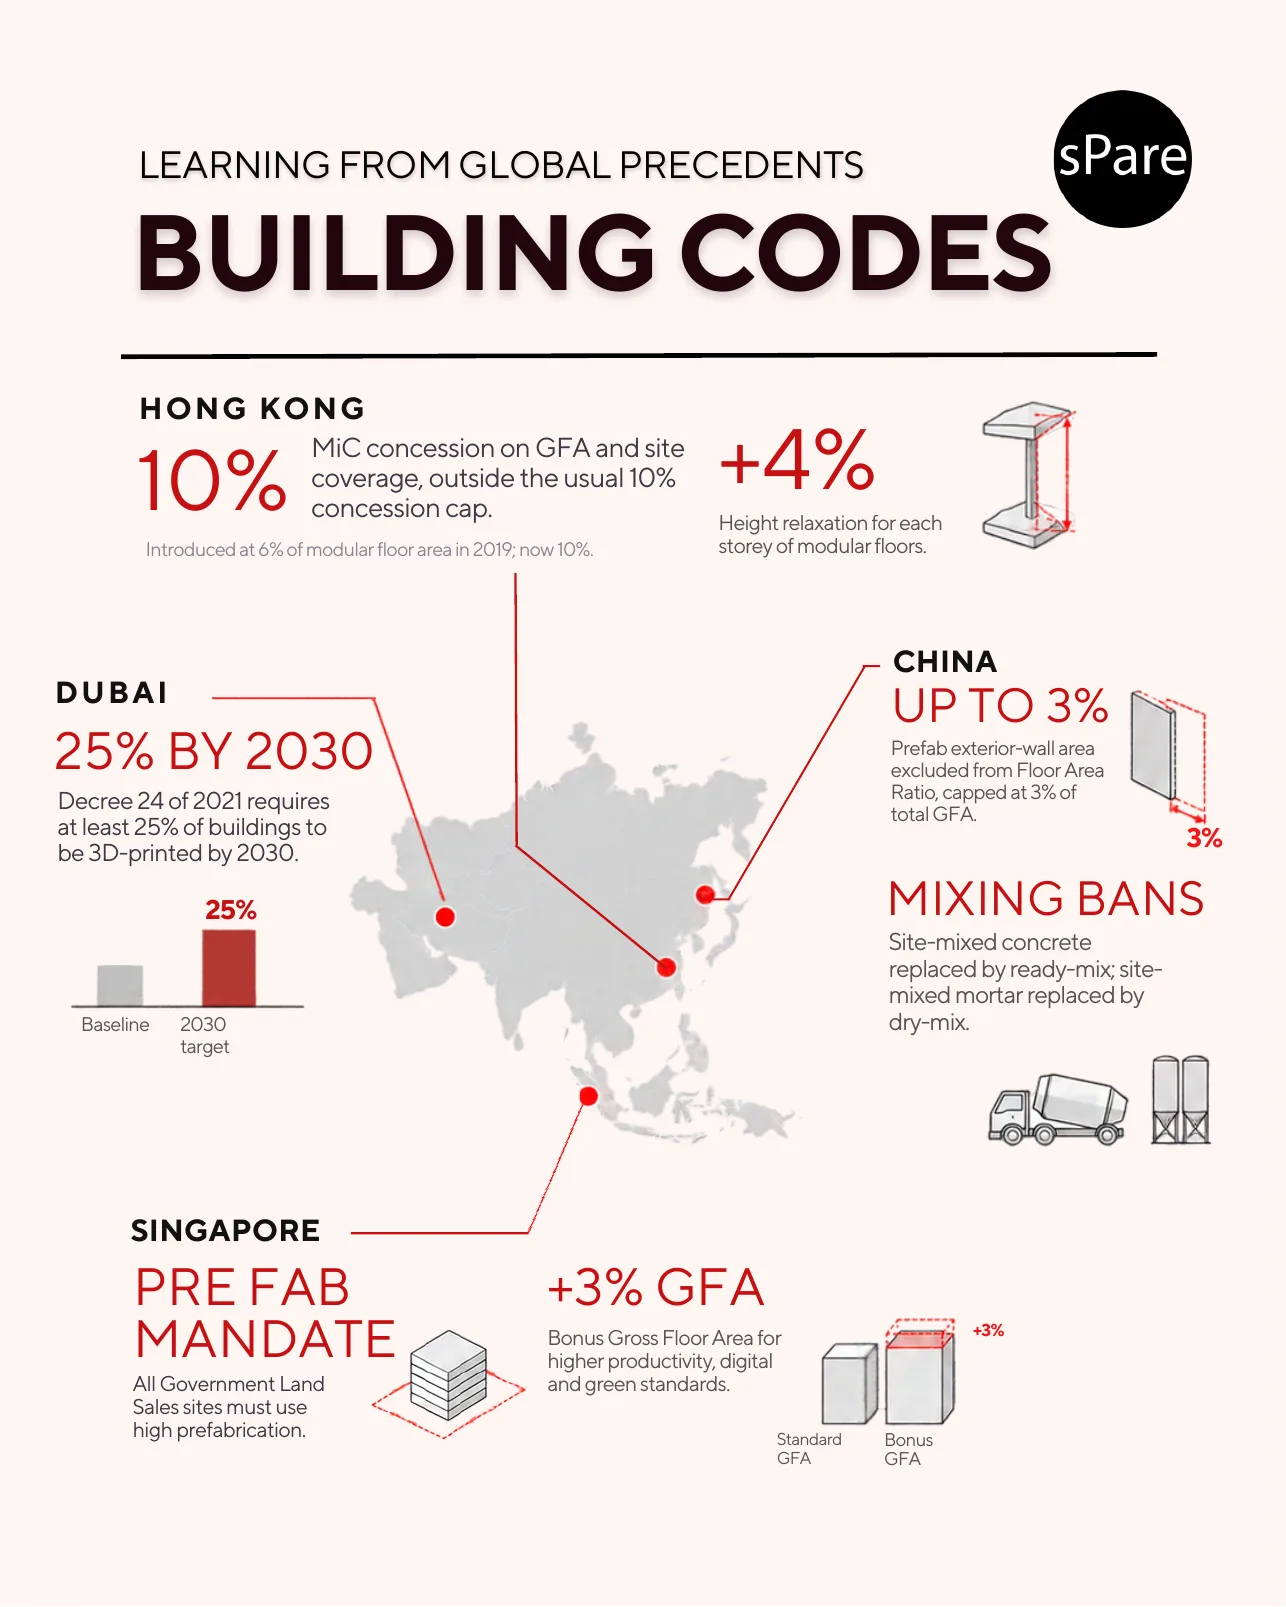 sPare
LEARNING FROM GLOBAL PRECEDENTS
BUILDING CODES
HONG KONG
10%
MiC concession on GFA and site
coverage, outside the usual 10%
concession cap.
Introduced at 6% of modular floor area in 2019; now 10%.
+4%
Height relaxation for each
storey of modular floors.
DUBAI
25% BY 2030
Decree 24 of 2021 requires
at least 25% of buildings to
be 3D-printed by 2030.
25%
Baseline
2030
target
CHINA
UP TO 3%
Prefab exterior-wall area
excluded from Floor Area
Ratio, capped at 3% of
total GFA.
3%
MIXING BANS
Site-mixed concrete
replaced by ready-mix; site-
mixed mortar replaced by
dry-mix.
SINGAPORE
PRE FAB
MANDATE
All Government Land
Sales sites must use
high prefabrication.
+3% GFA
Bonus Gross Floor Area for
higher productivity, digital
and green standards.
+3%
Standard
GFA
Bonus
GFA